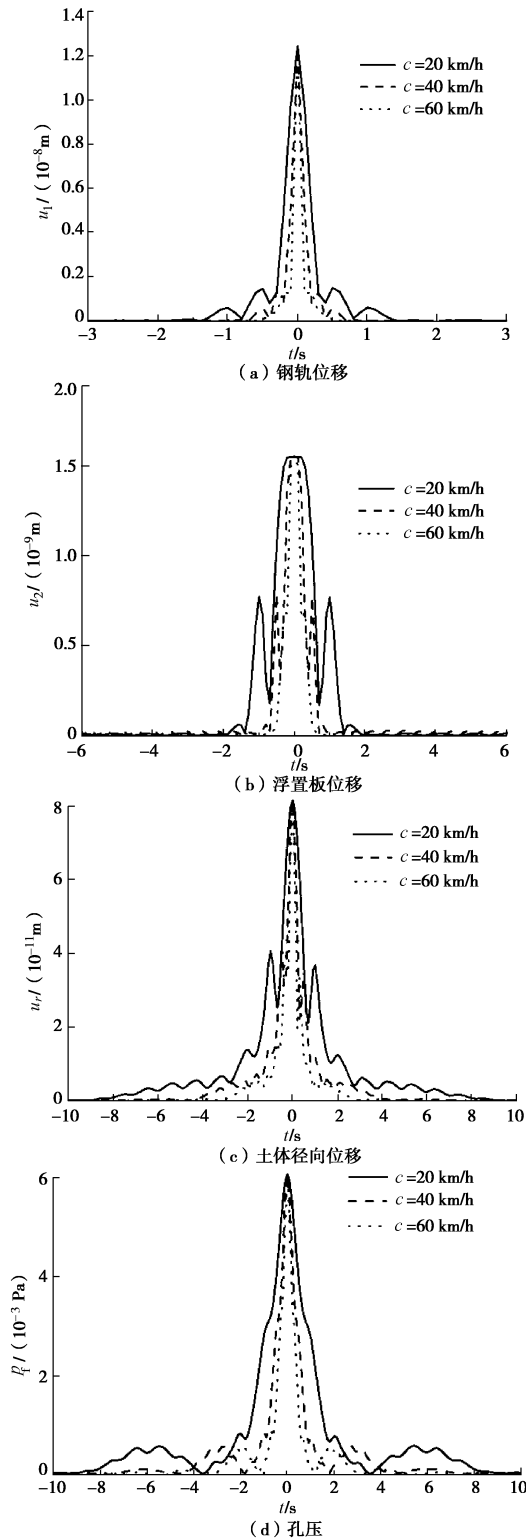 1.4
1.2
1.0
0.8
0.6
0.4
0.2
0
u₁/（10⁻⁸m）
c=20 km/h
c=40 km/h
c=60 km/h
−3 −2 −1 0 1 2 3
t/s
（a）钢轨位移
2.0
1.5
1.0
0.5
0
u₂/（10⁻⁹m）
c=20 km/h
c=40 km/h
c=60 km/h
−6 −4 −2 0 2 4 6
t/s
（b）浮置板位移
8
6
4
2
0
uᵣ/（10⁻¹¹m）
c=20 km/h
c=40 km/h
c=60 km/h
−10 −8 −6 −4 −2 0 2 4 6 8 10
t/s
（c）土体径向位移
6
4
2
0
p_f/（10⁻³ Pa）
c=20 km/h
c=40 km/h
c=60 km/h
−10 −8 −6 −4 −2 0 2 4 6 8 10
t/s
（d）孔压